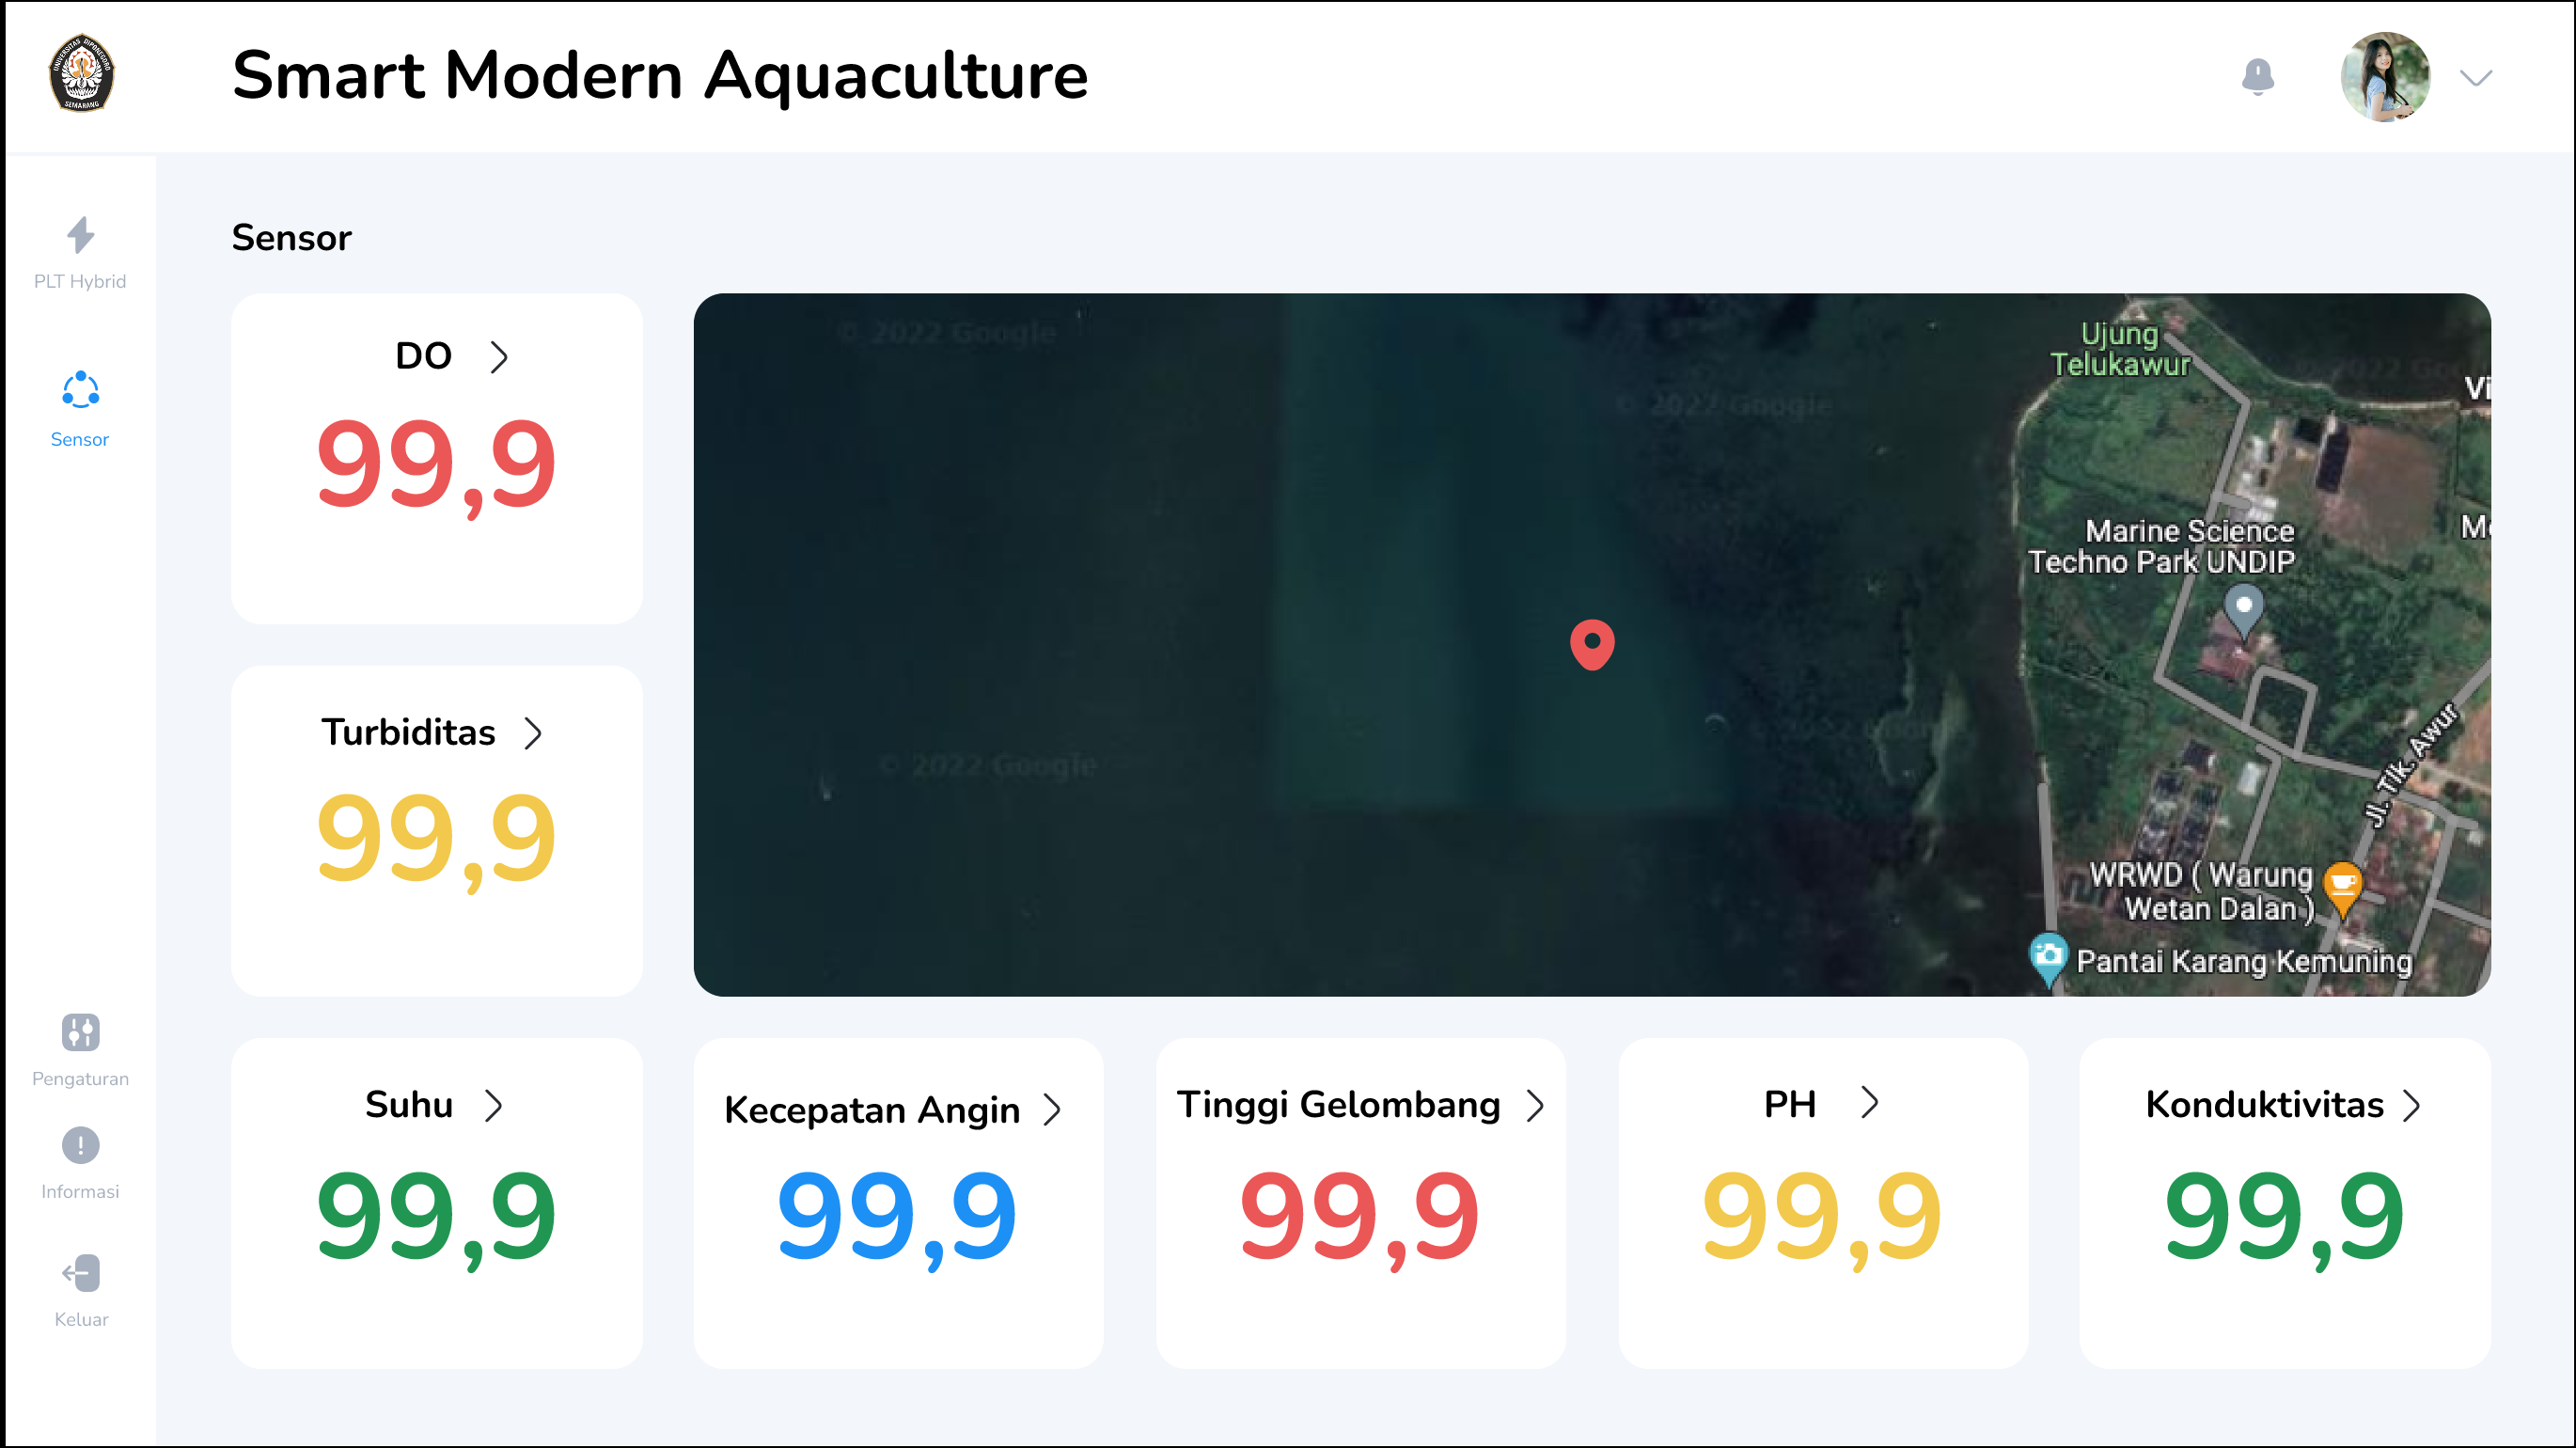 UNIVERSITAS DIPONEGORO
SEMARANG
Smart Modern Aquaculture
PLT Hybrid
Sensor
Pengaturan
Informasi
Keluar
Sensor
DO
99,9
Turbiditas
99,9
© 2022 Google
© 2022 Google
© 2022 Google
Ujung
Telukawur
Vi
Marine Science
Techno Park UNDIP
Jl. Tlk. Awur
WRWD ( Warung
Wetan Dalan )
Pantai Karang Kemuning
Suhu
99,9
Kecepatan Angin
99,9
Tinggi Gelombang
99,9
PH
99,9
Konduktivitas
99,9